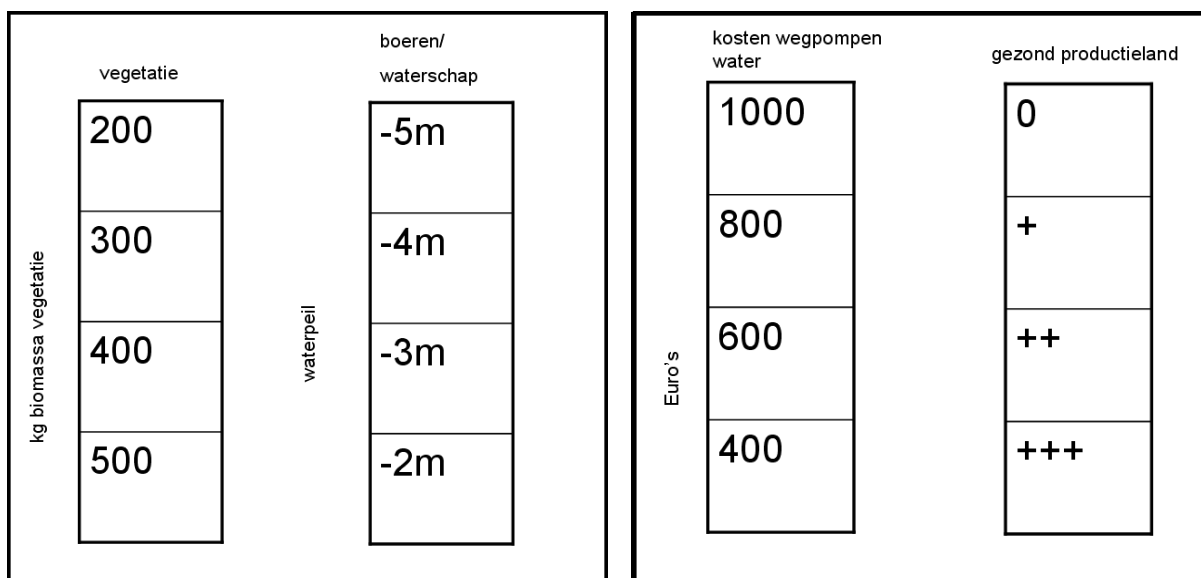 vegetatie
boeren/
waterschap
kg biomassa vegetatie
200
300
400
500
waterpeil
-5m
-4m
-3m
-2m
kosten wegpompen
water
gezond productieland
Euro's
1000
800
600
400
0
+
++
+++